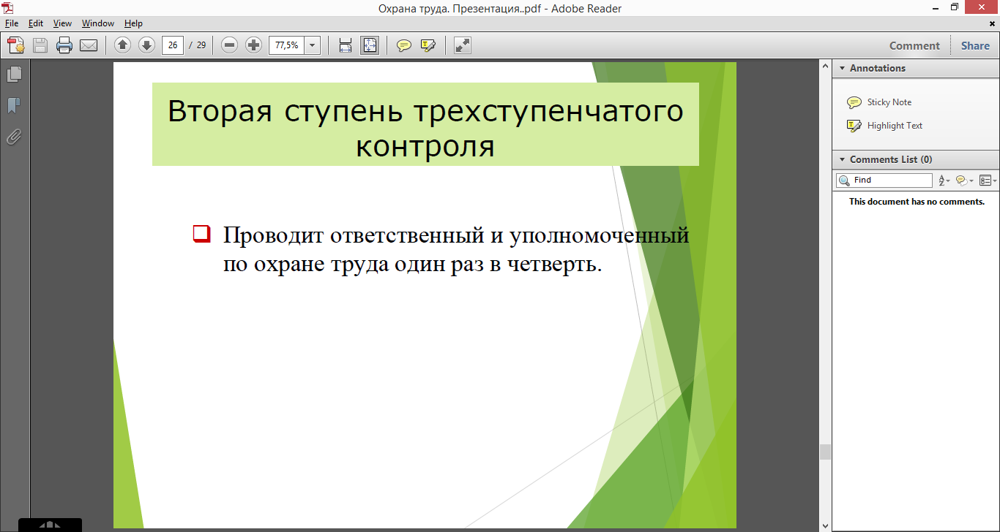 Охрана труда. Презентация..pdf - Adobe Reader
File Edit View Window Help
26 / 29 77,5% Comment Share
Вторая ступень трехступенчатого
контроля
Проводит ответственный и уполномоченный
по охране труда один раз в четверть.
Annotations
Sticky Note
Highlight Text
Comments List (0)
Find
This document has no comments.